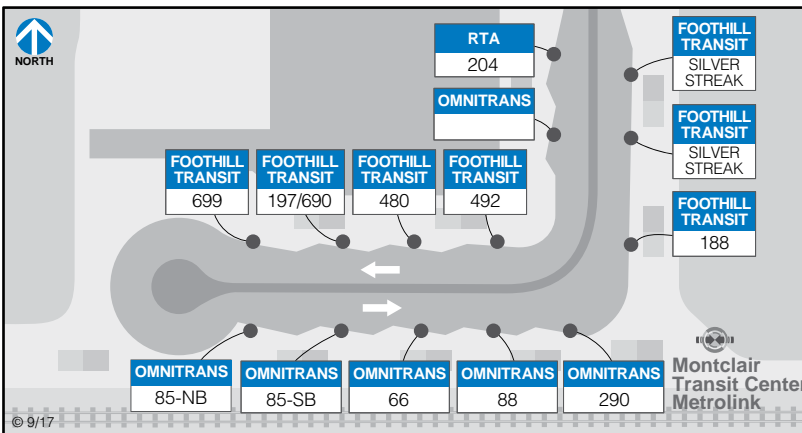 NORTH
RTA
204
OMNITRANS
FOOTHILL
TRANSIT
SILVER
STREAK
FOOTHILL
TRANSIT
SILVER
STREAK
FOOTHILL
TRANSIT
188
FOOTHILL
TRANSIT
699
FOOTHILL
TRANSIT
197/690
FOOTHILL
TRANSIT
480
FOOTHILL
TRANSIT
492
OMNITRANS
85-NB
OMNITRANS
85-SB
OMNITRANS
66
OMNITRANS
88
OMNITRANS
290
Montclair
Transit Center
Metrolink
© 9/17